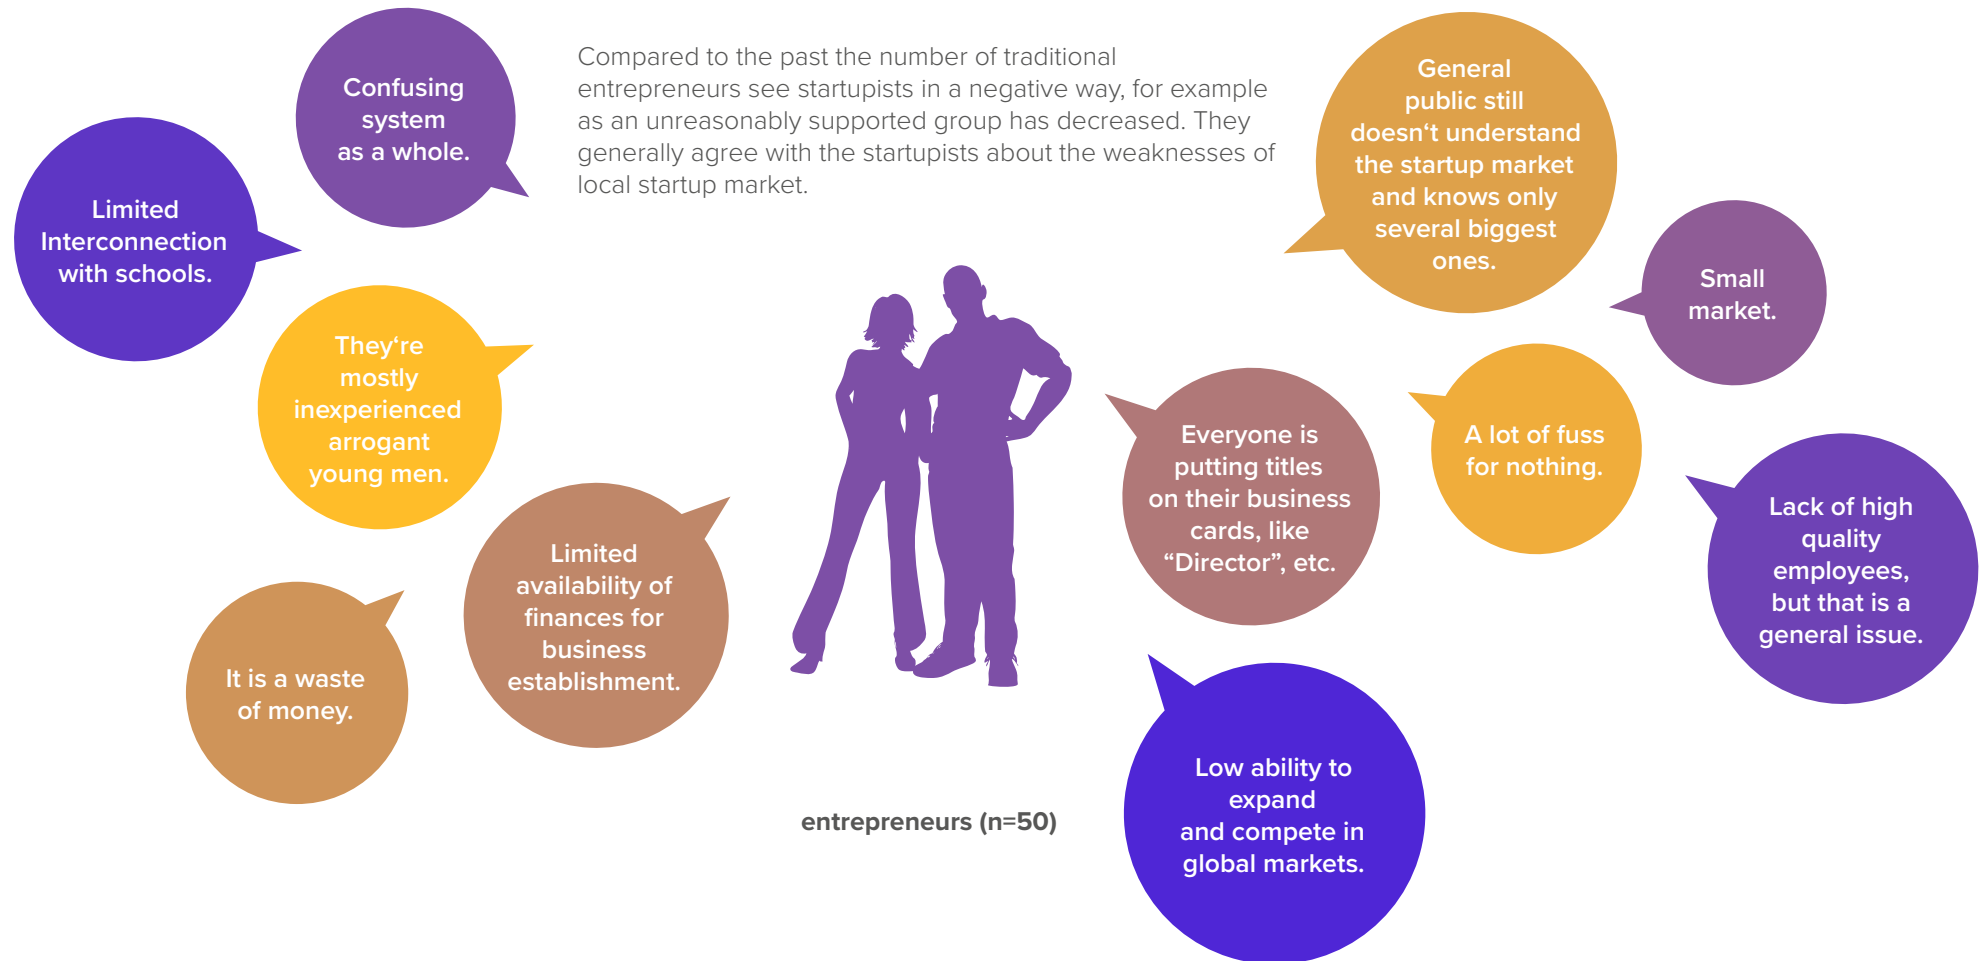 Compared to the past the number of traditional
entrepreneurs see startupists in a negative way, for example
as an unreasonably supported group has decreased. They
generally agree with the startupists about the weaknesses of
local startup market.
Confusing
system
as a whole.
Limited
Interconnection
with schools.
They‘re
mostly
inexperienced
arrogant
young men.
Limited
availability of
finances for
business
establishment.
It is a waste
of money.
General
public still
doesn‘t understand
the startup market
and knows only
several biggest
ones.
Small
market.
Everyone is
putting titles
on their business
cards, like
“Director”, etc.
A lot of fuss
for nothing.
Lack of high
quality
employees,
but that is a
general issue.
Low ability to
expand
and compete in
global markets.
entrepreneurs (n=50)